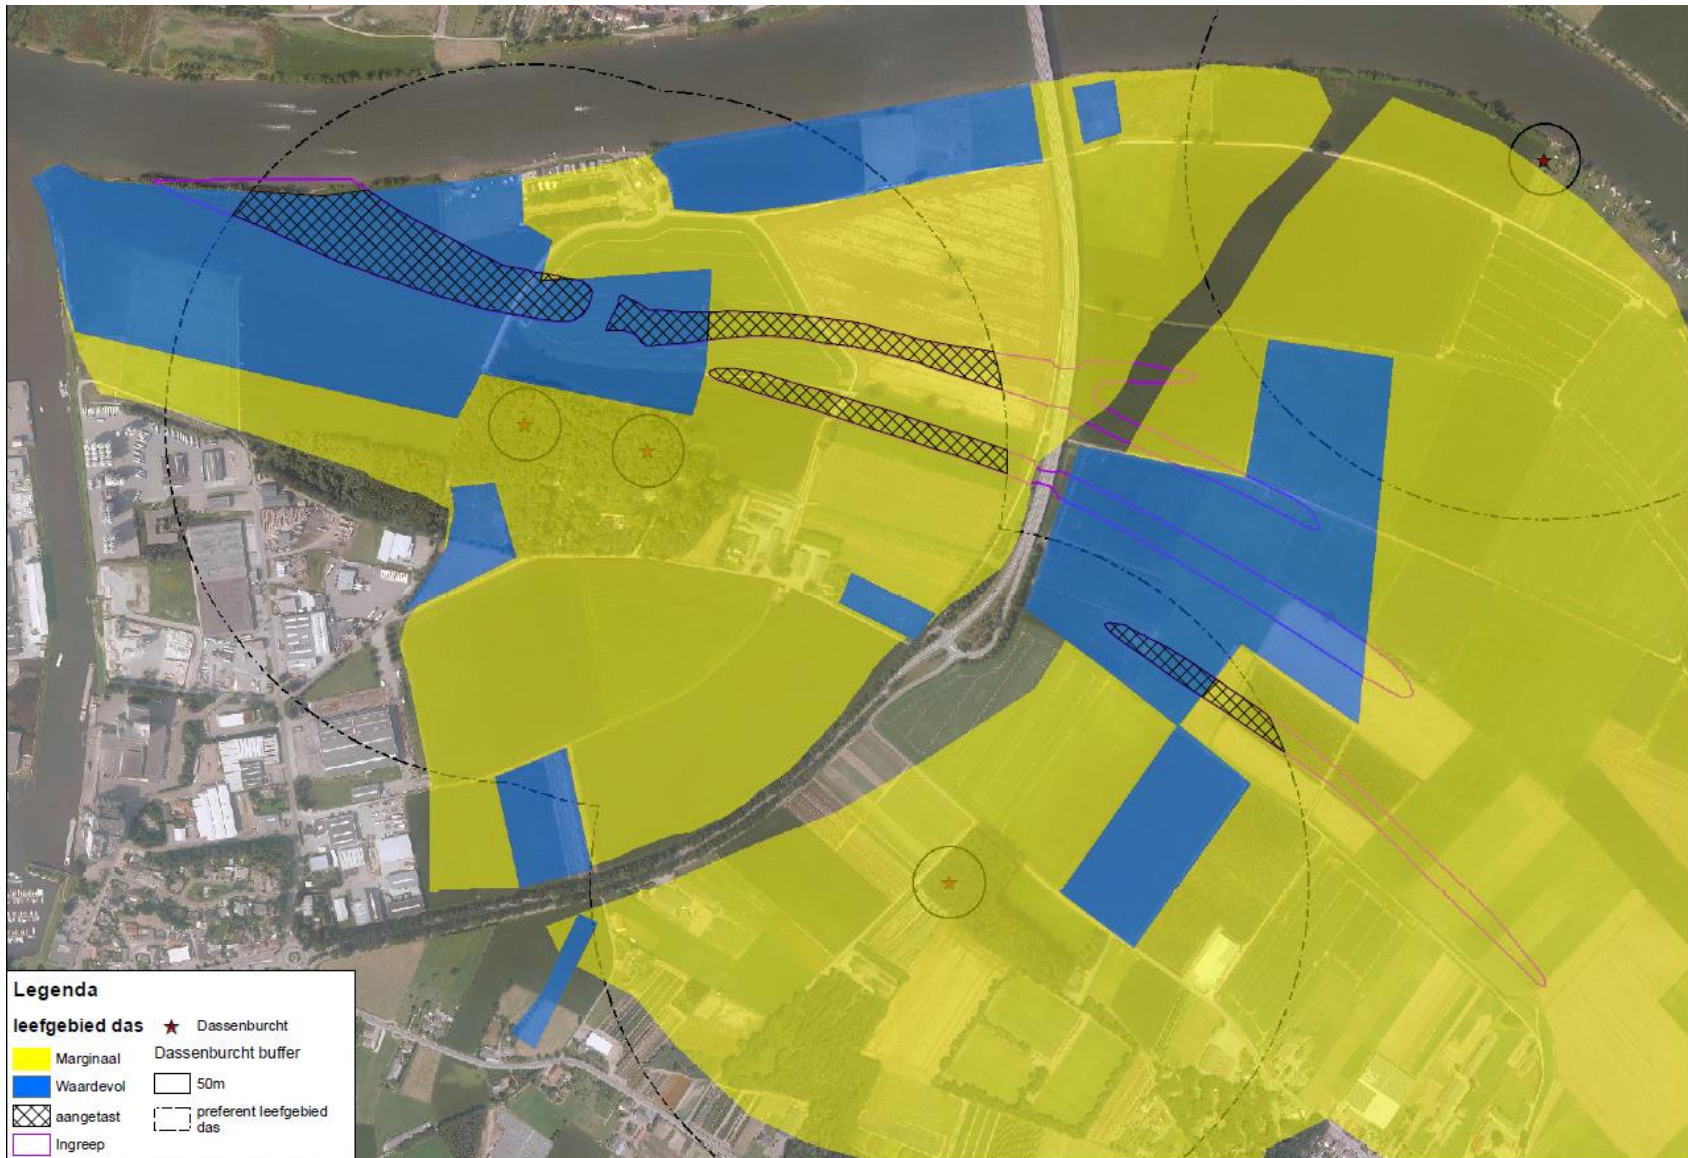 Legenda
leefgebied das
Marginaal
Waardevol
aangetast
Ingreep
Dassenburcht
Dassenburcht buffer
50m
preferent leefgebied
das